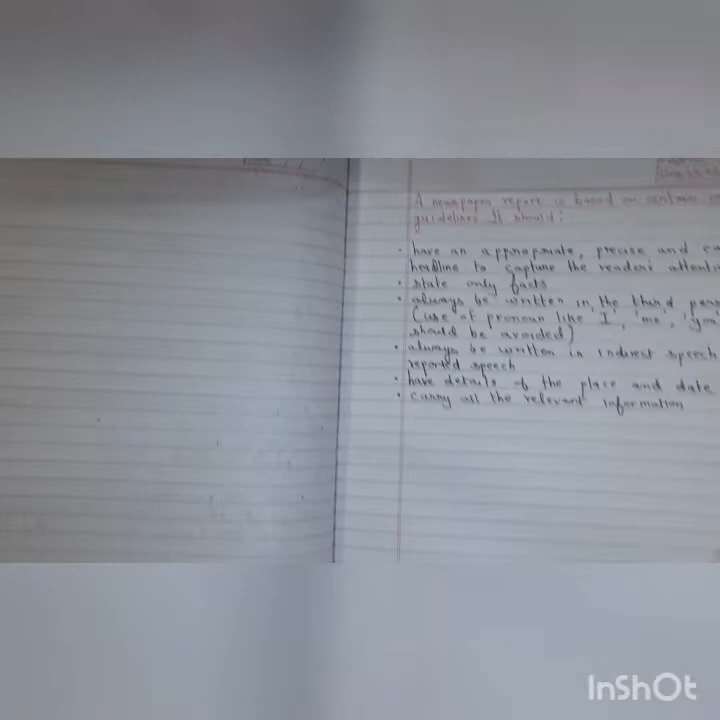 A newspaper report is based on certain
guidelines. It should:
• have an appropriate, precise and
headline to capture the readers' attenti
• state only facts
• always be written in the third pers
(use of pronoun like 'I', 'me', 'you'
should be avoided)
• always be written in indirect speech
reported speech
• have details of the place and date
• carry all the relevant information
InShOt